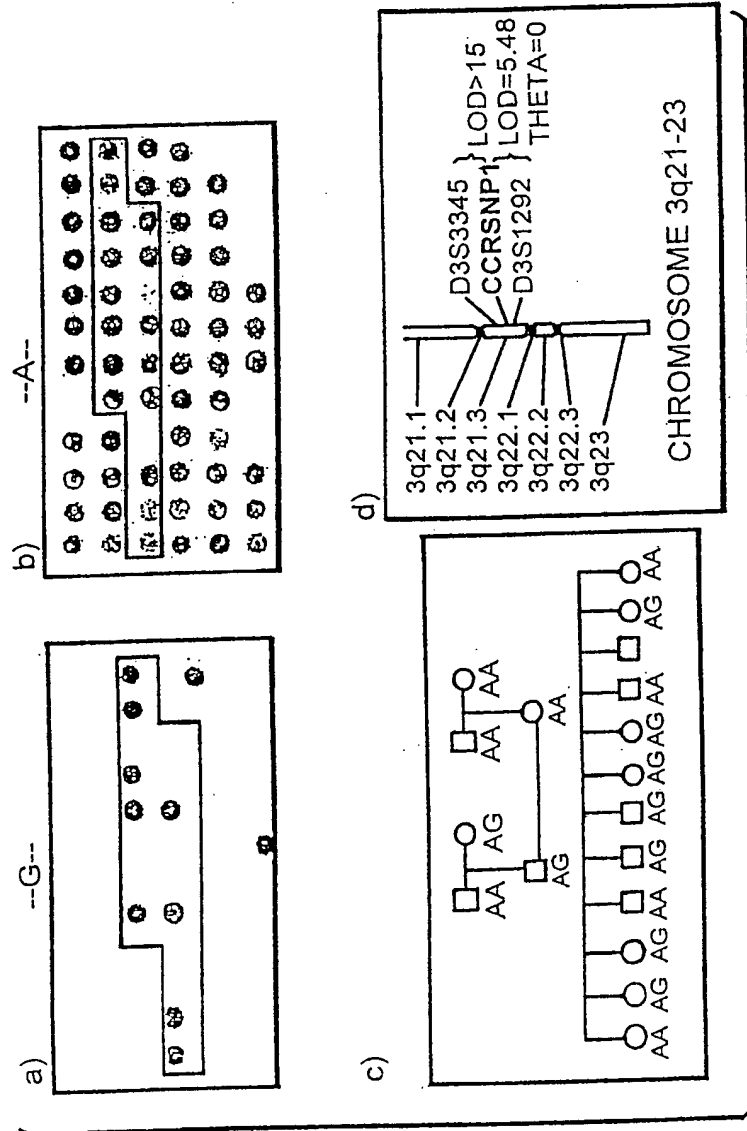 a)
--G--
b)
--A--
c)
AA AG AA AA
AG AA
AA AG AG AA AG AG AG AG AA AG AA
d)
3q21.1
3q21.2
3q21.3
3q22.1
3q22.2
3q22.3
3q23
D3S3345
CCRSNP1
D3S1292
} LOD>15
} LOD=5.48
THETA=0
CHROMOSOME 3q21-23